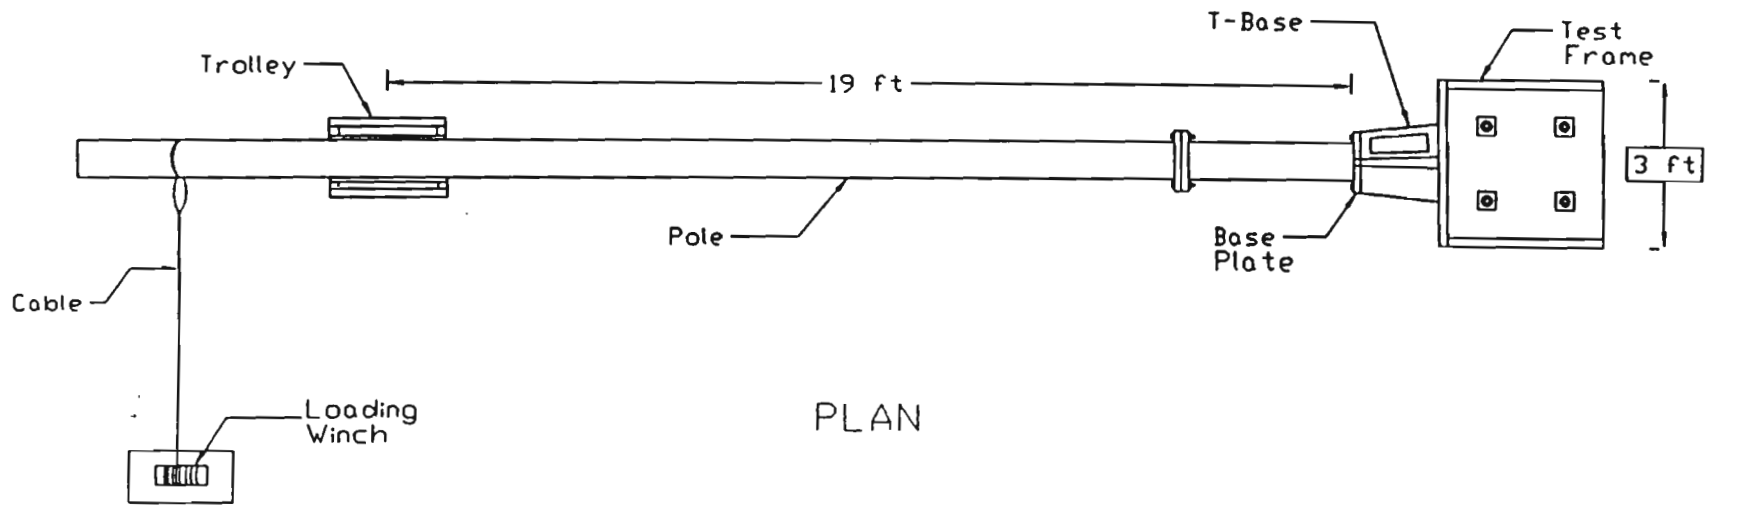 T-Base
Test
Frame
Trolley
19 ft
3 ft
Pole
Base
Plate
Cable
Loading
Winch
PLAN